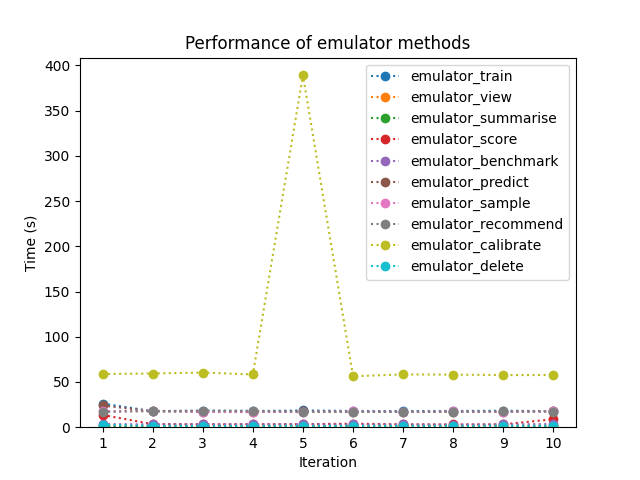 Performance of emulator methods
Time (s)
400
350
300
250
200
150
100
50
0
emulator_train
emulator_view
emulator_summarise
emulator_score
emulator_benchmark
emulator_predict
emulator_sample
emulator_recommend
emulator_calibrate
emulator_delete
1 2 3 4 5 6 7 8 9 10
Iteration